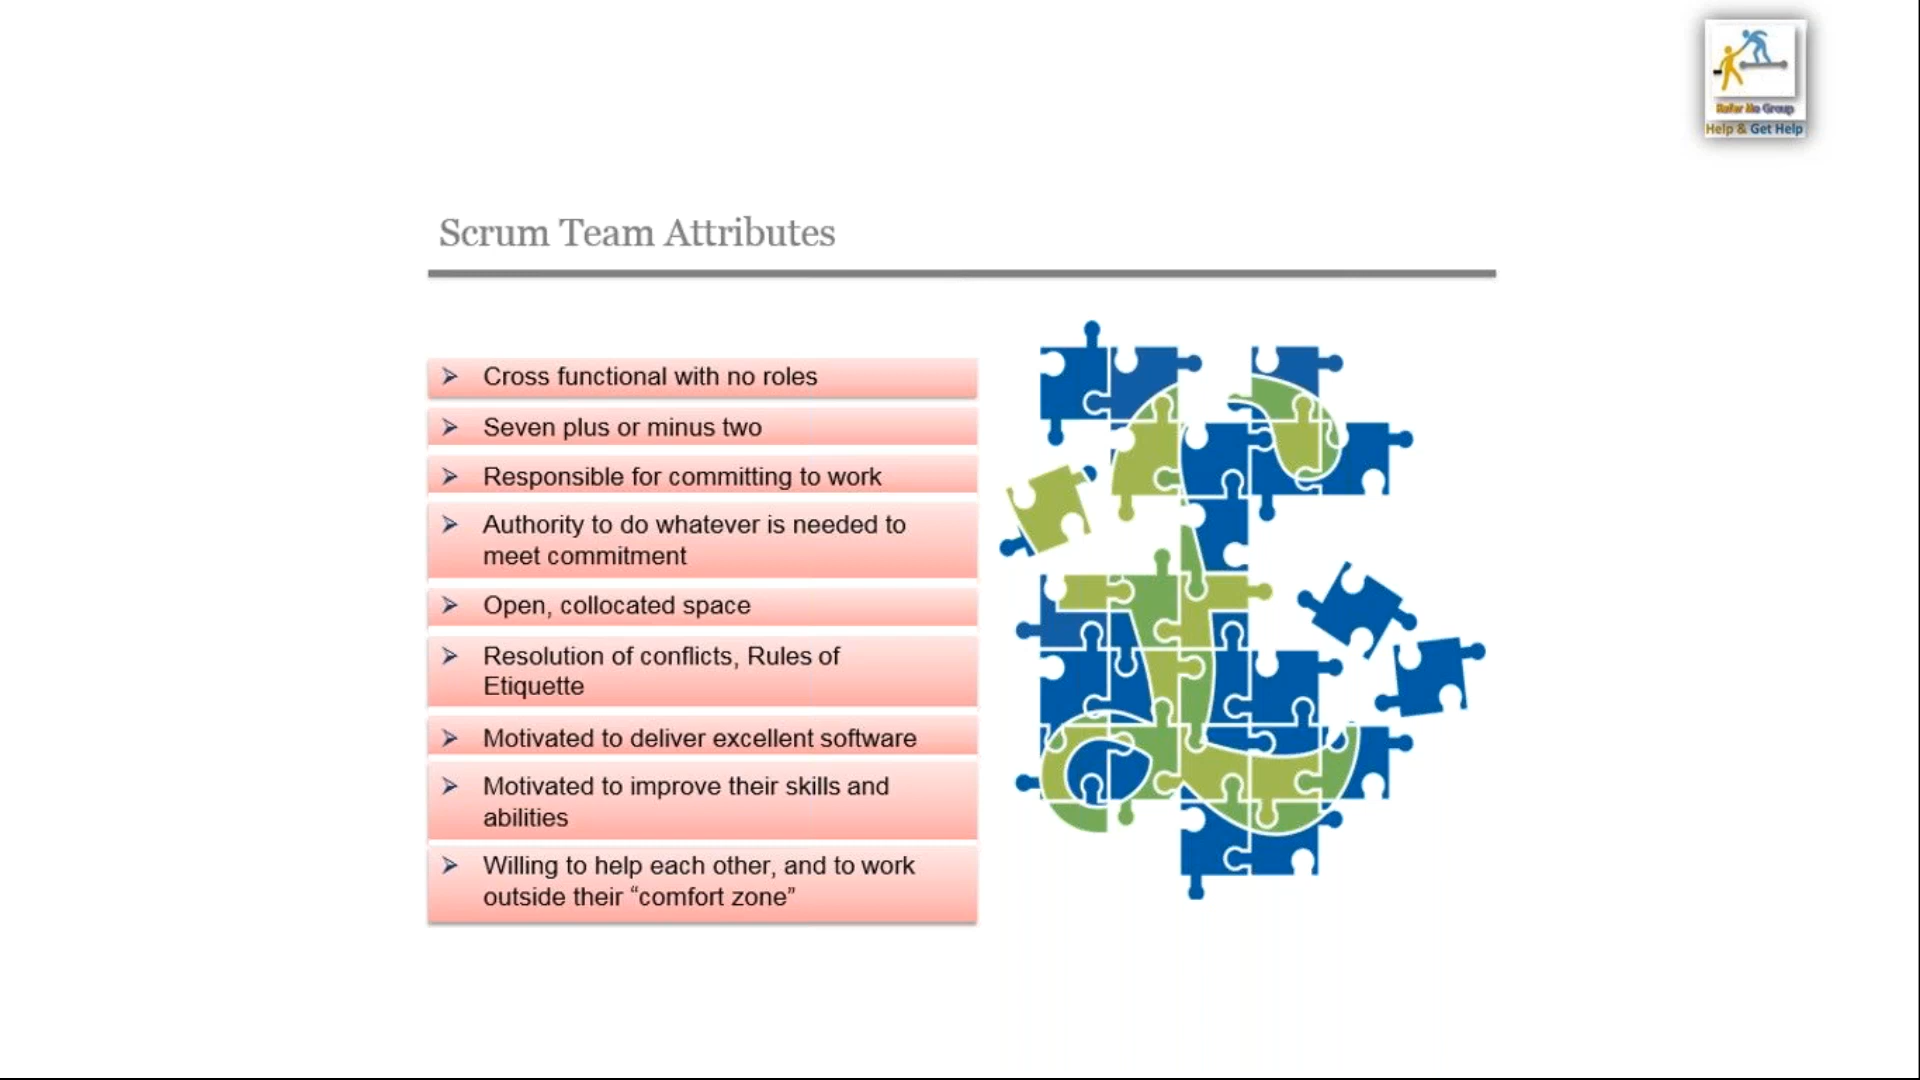 Refer Me Group
Help & Get Help
Scrum Team Attributes
Cross functional with no roles
Seven plus or minus two
Responsible for committing to work
Authority to do whatever is needed to
meet commitment
Open, collocated space
Resolution of conflicts, Rules of
Etiquette
Motivated to deliver excellent software
Motivated to improve their skills and
abilities
Willing to help each other, and to work
outside their “comfort zone”